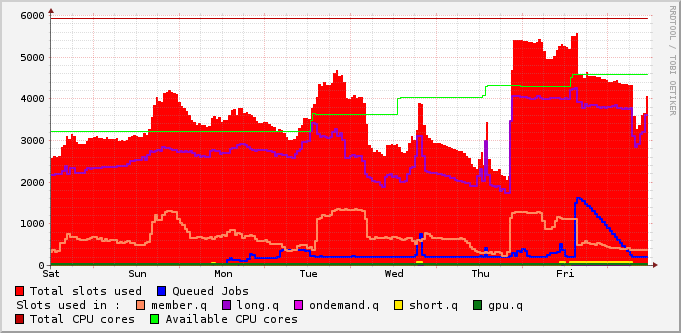 6000
5000
4000
3000
2000
1000
0
Sat Sun Mon Tue Wed Thu Fri
Total slots used Queued Jobs
Slots used in : member.q long.q ondemand.q short.q gpu.q
Total CPU cores Available CPU cores
RRDTOOL / TOBI OETIKER